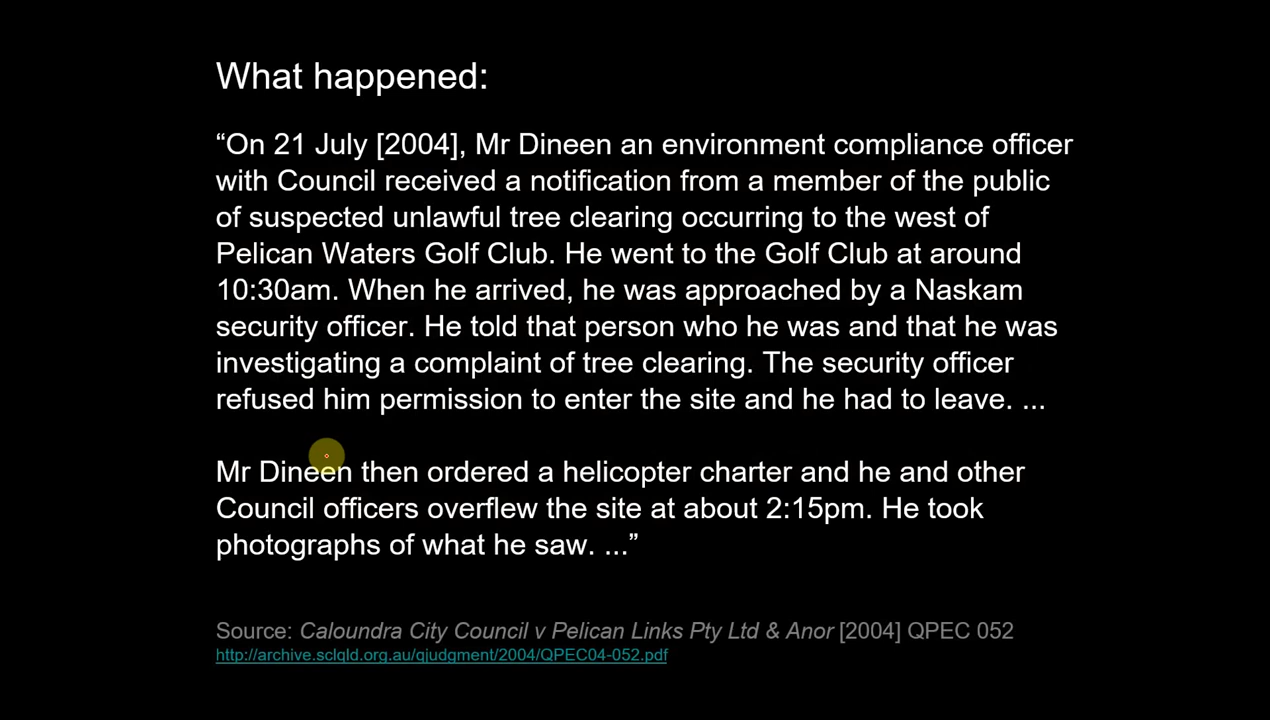 What happened:
“On 21 July [2004], Mr Dineen an environment compliance officer
with Council received a notification from a member of the public
of suspected unlawful tree clearing occurring to the west of
Pelican Waters Golf Club. He went to the Golf Club at around
10:30am. When he arrived, he was approached by a Naskam
security officer. He told that person who he was and that he was
investigating a complaint of tree clearing. The security officer
refused him permission to enter the site and he had to leave. ...
Mr Dineen then ordered a helicopter charter and he and other
Council officers overflew the site at about 2:15pm. He took
photographs of what he saw. ...”
Source: Caloundra City Council v Pelican Links Pty Ltd & Anor [2004] QPEC 052
http://archive.sclqld.org.au/qjudgment/2004/QPEC04-052.pdf